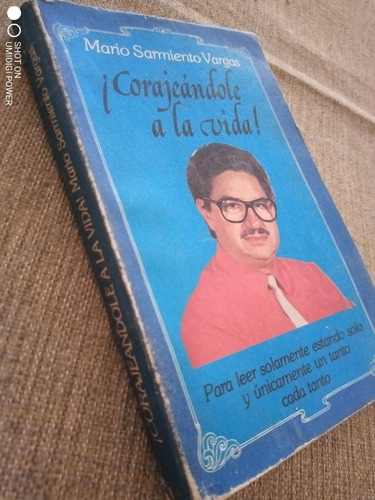 Mario Sarmiento Vargas
¡Corajeándole
a la vida!
Para leer solamente estando solo
y únicamente un tanto
cada tanto
¡CORAJEANDOLE A LA VIDA! Mario Sarmiento Vargas
SHOT ON
UMIDIGI POWER